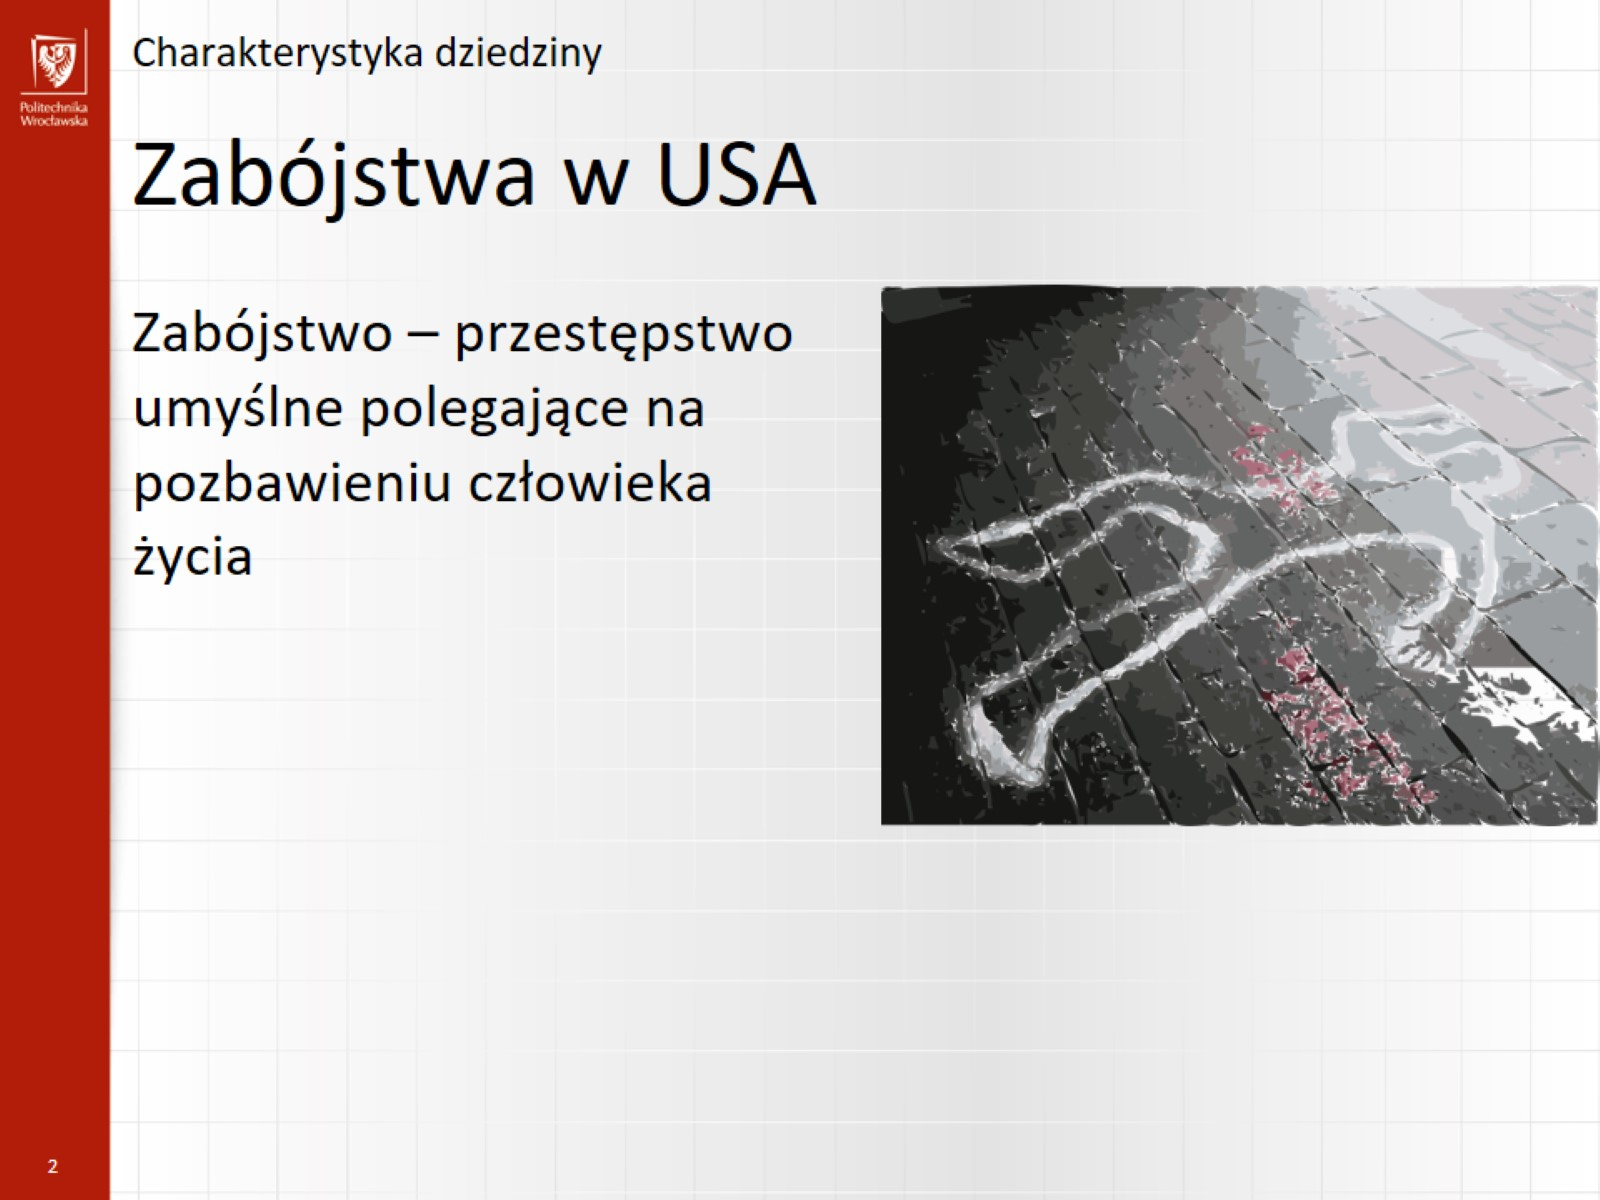 Politechnika
Wrocławska
Charakterystyka dziedziny
Zabójstwa w USA
Zabójstwo – przestępstwo
umyślne polegające na
pozbawieniu człowieka
życia
2